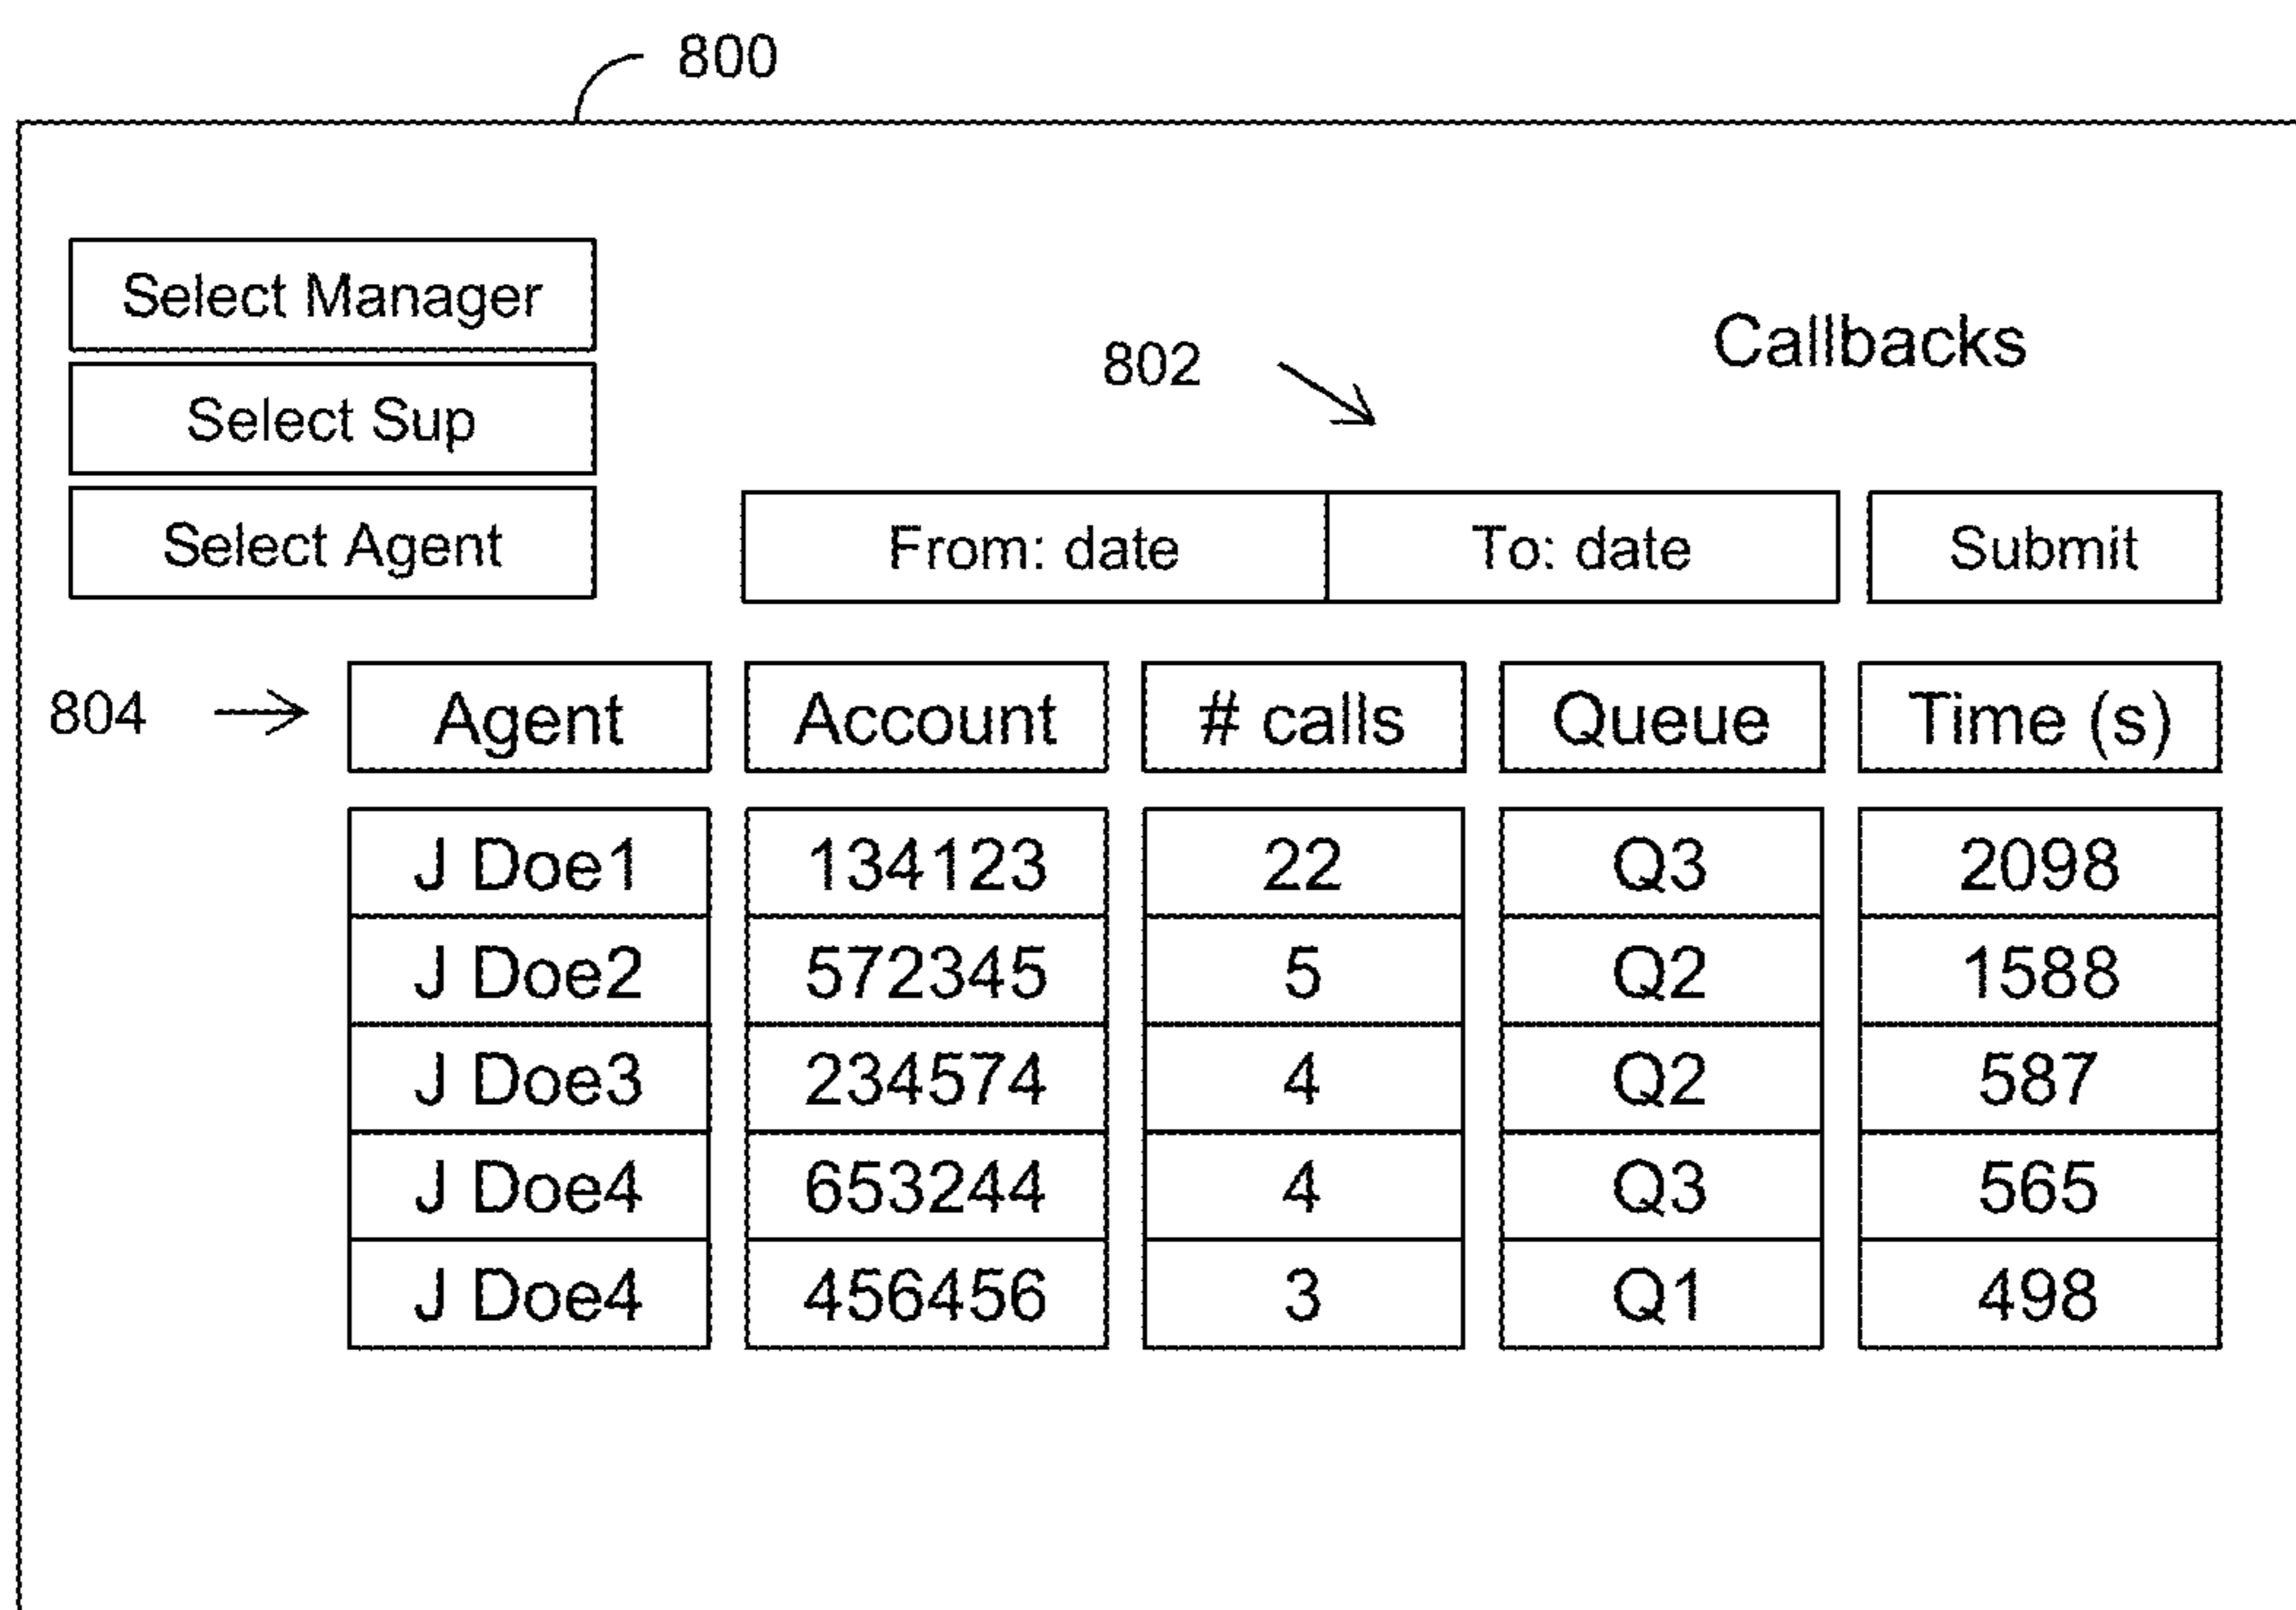 800
Select Manager
Select Sup
Select Agent
802
Callbacks
From: date To: date Submit
804 Agent Account # calls Queue Time (s)
J Doe1 134123 22 Q3 2098
J Doe2 572345 5 Q2 1588
J Doe3 234574 4 Q2 587
J Doe4 653244 4 Q3 565
J Doe4 456456 3 Q1 498